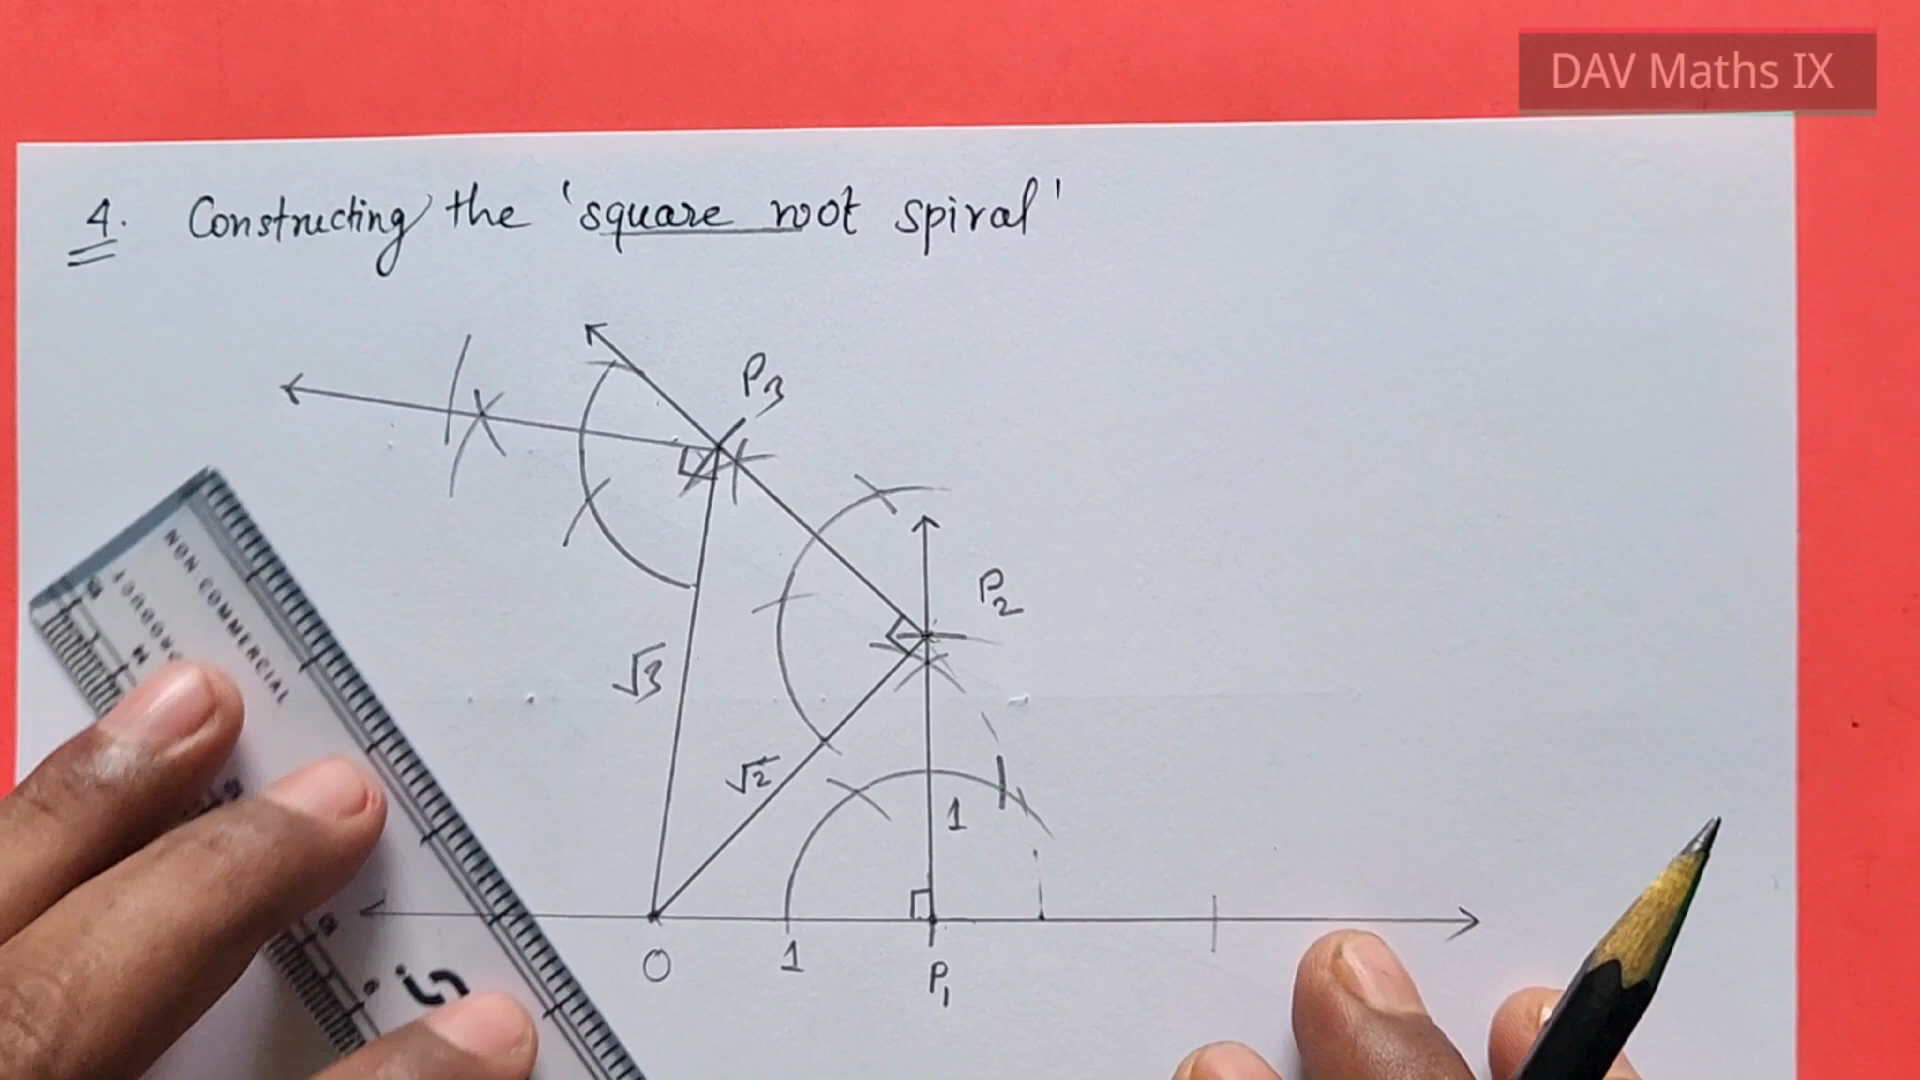 DAV Maths IX
4. Constructing the 'square root spiral'
P3
P2
√3
√2
1
O
1
P1
NON-COMMERCIAL